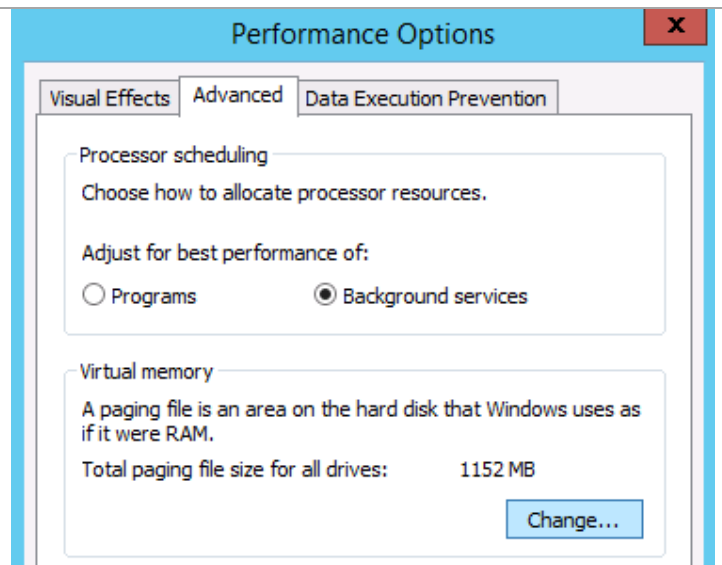 Performance Options
x
Visual Effects Advanced Data Execution Prevention
Processor scheduling
Choose how to allocate processor resources.
Adjust for best performance of:
Programs Background services
Virtual memory
A paging file is an area on the hard disk that Windows uses as
if it were RAM.
Total paging file size for all drives: 1152 MB
Change...